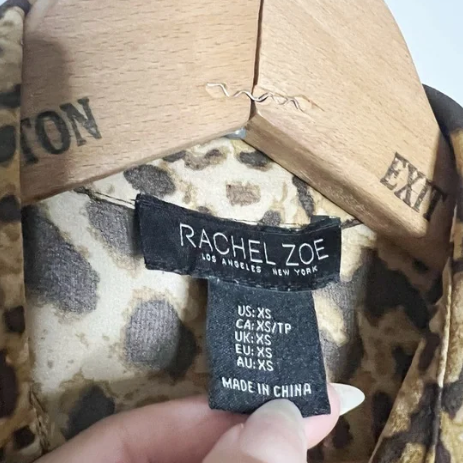 TON
EXIT
RACHEL ZOE
LOS ANGELES NEW YORK
US: XS
CA: XS/TP
UK: XS
EU: XS
AU: XS
MADE IN CHINA